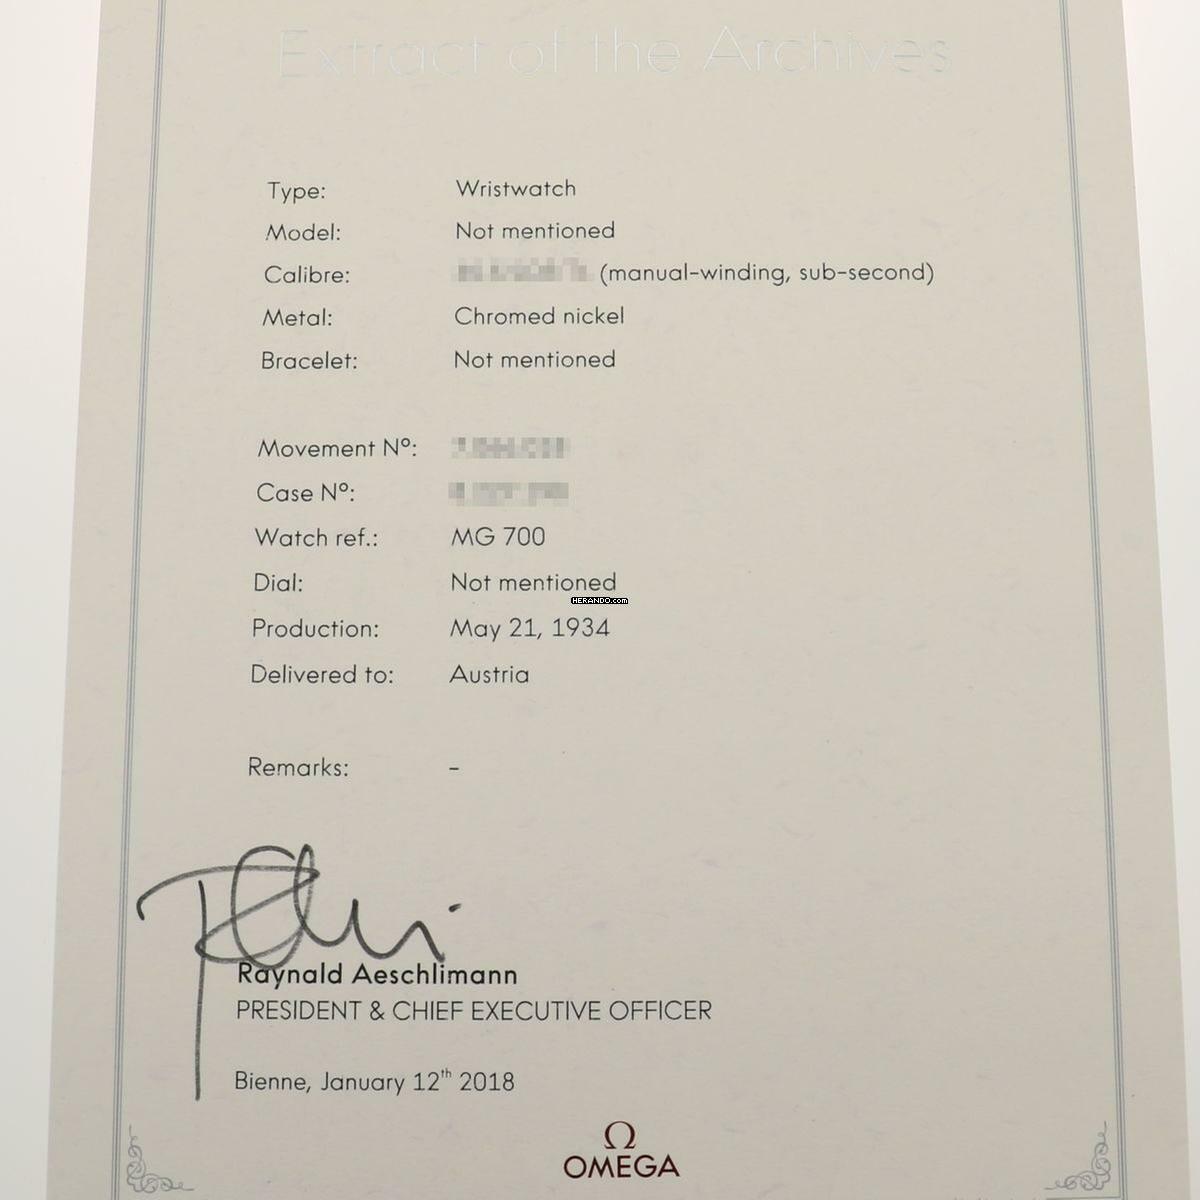 Extract of the Archives
Type: Wristwatch
Model: Not mentioned
Calibre: (manual-winding, sub-second)
Metal: Chromed nickel
Bracelet: Not mentioned
Movement Nº:
Case Nº:
Watch ref.: MG 700
Dial: Not mentioned
HERANDO.com
Production: May 21, 1934
Delivered to: Austria
Remarks: -
Raynald Aeschlimann
PRESIDENT & CHIEF EXECUTIVE OFFICER
Bienne, January 12th 2018
Ω
OMEGA